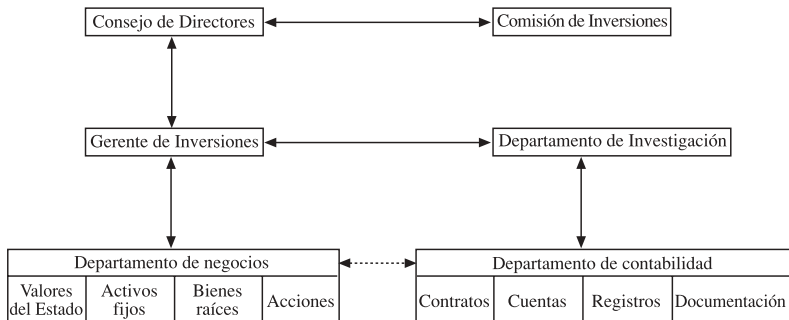 Consejo de Directores
Comisión de Inversiones
Gerente de Inversiones
Departamento de Investigación
Departamento de negocios
Departamento de contabilidad
Valores
del Estado
Activos
fijos
Bienes
raíces
Acciones
Contratos
Cuentas
Registros
Documentación